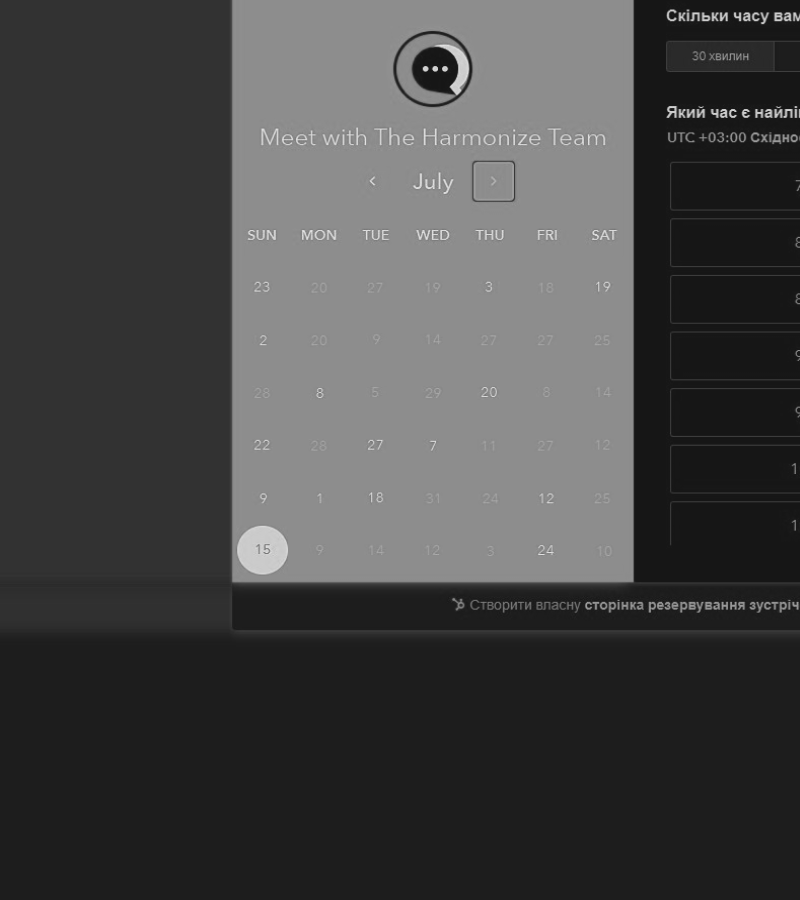 Скільки часу вам
30 хвилин
Який час є найлі
UTC +03:00 Східно
Meet with The Harmonize Team
July
SUN MON TUE WED THU FRI SAT
23 20 27 19 3 18 19
2 20 9 14 27 27 25
28 8 5 29 20 8 14
22 28 27 7 11 27 12
9 1 18 31 24 12 25
15 9 14 12 3 24 10
7
8
8
9
9
1
1
Створити власну сторінка резервування зустріч